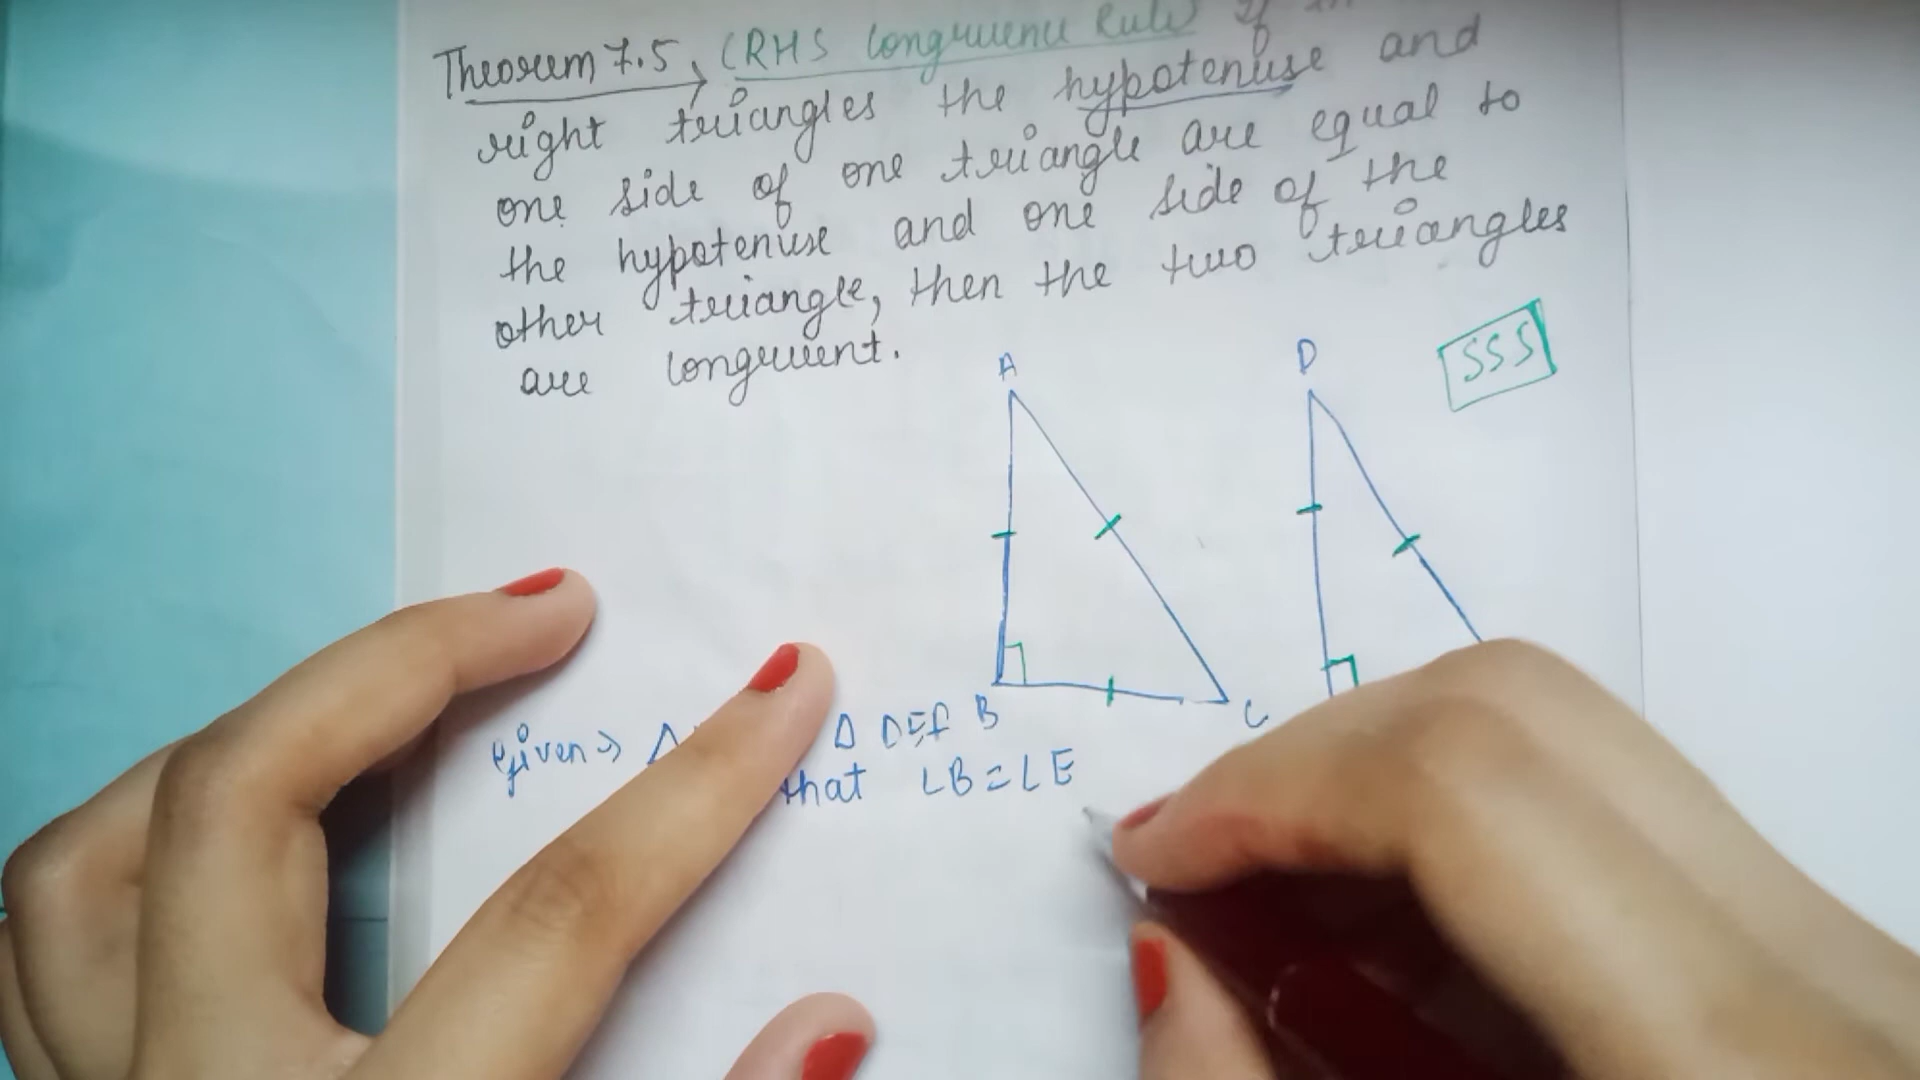 Theorem 7.5, (RHS Congruence Rule) If in
right triangles the hypotenuse and
one side of one triangle are equal to
the hypotenuse and one side of the
other triangle, then the two triangles
are congruent.
SSS
A
D
B
C
Given → Δ Δ DEF
that ∠B = ∠E